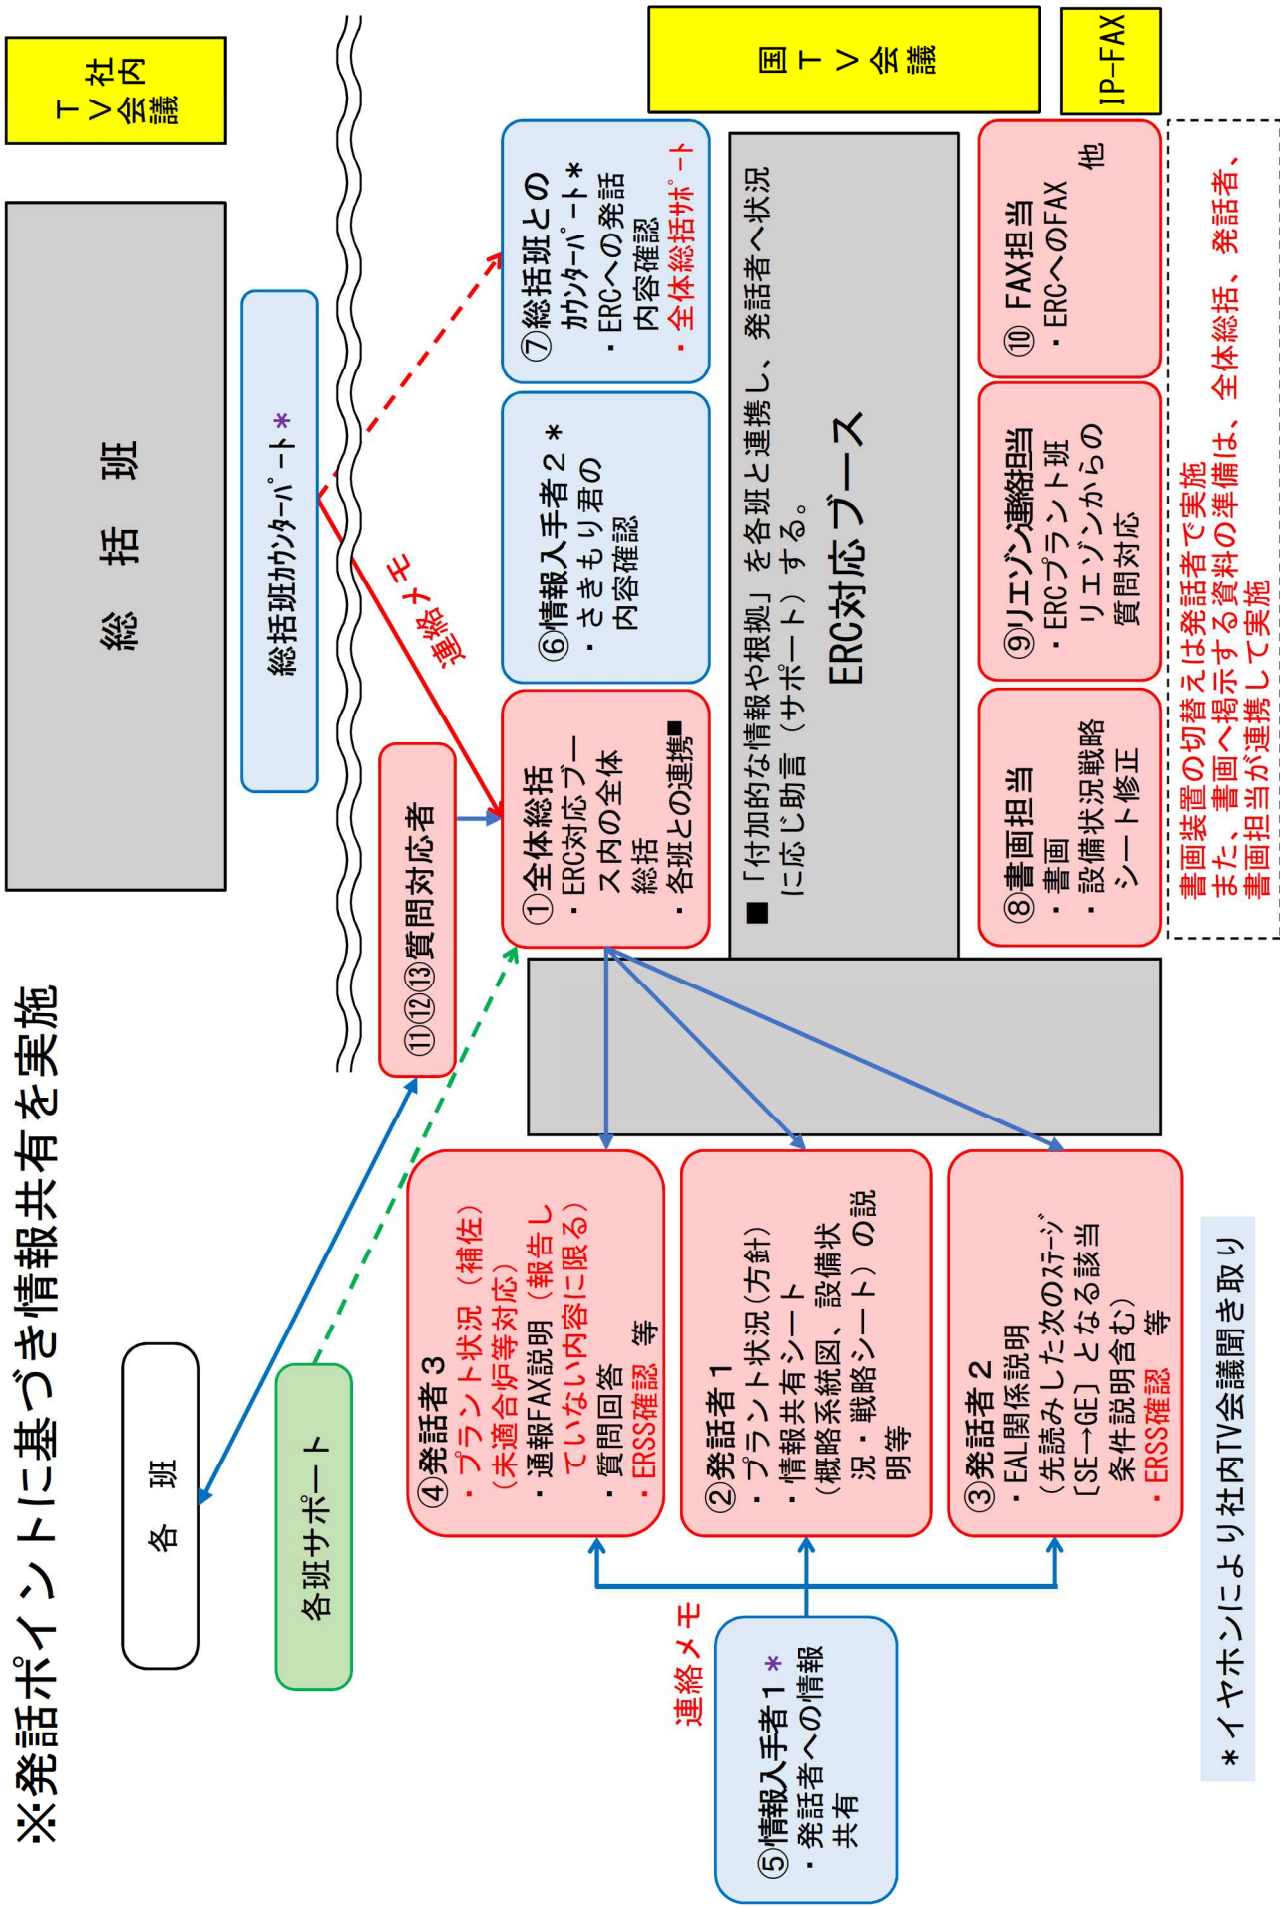 ※発話ポイントに基づき情報共有を実施
総　括　班
社内
ＴＶ会議
各　班
総括班ｶｳﾝﾀｰﾊﾟｰﾄ*
各班サポート
⑪⑫⑬質問対応者
連絡メモ
④発話者３
・プラント状況（補佐）
（未適合炉等対応）
・通報FAX説明（報告し
ていない内容に限る）
・質問回答
・ERSS確認　等
①全体総括
・ERC対応ブー
ス内の全体
総括
・各班との連携■
⑥情報入手者２*
・さきもり君の
内容確認
⑦総括班との
ｶｳﾝﾀｰﾊﾟｰﾄ*
・ERCへの発話
内容確認
・全体総括ｻﾎﾟｰﾄ
連絡メモ
⑤情報入手者１*
・発話者への情報
共有
②発話者１
・プラント状況(方針)
・情報共有シート
（概略系統図、設備状
況・戦略シート）の説
明等
■「付加的な情報や根拠」を各班と連携し、発話者へ状況
に応じ助言（サポート）する。
ERC対応ブース
国ＴＶ会議
③発話者２
・EAL関係説明
（先読みした次のｽﾃｰｼﾞ
［SE→GE］となる該当
条件説明含む）
・ERSS確認　等
⑧書画担当
・書画
・設備状況戦略
シート修正
⑨リエゾン連絡担当
・ERCプラント班
リエゾンからの
質問対応
⑩ FAX担当
・ERCへのFAX
他
IP-FAX
書画装置の切替えは発話者で実施
また、書画へ掲示する資料の準備は、全体総括、発話者、
書画担当が連携して実施
*イヤホンにより社内TV会議聞き取り